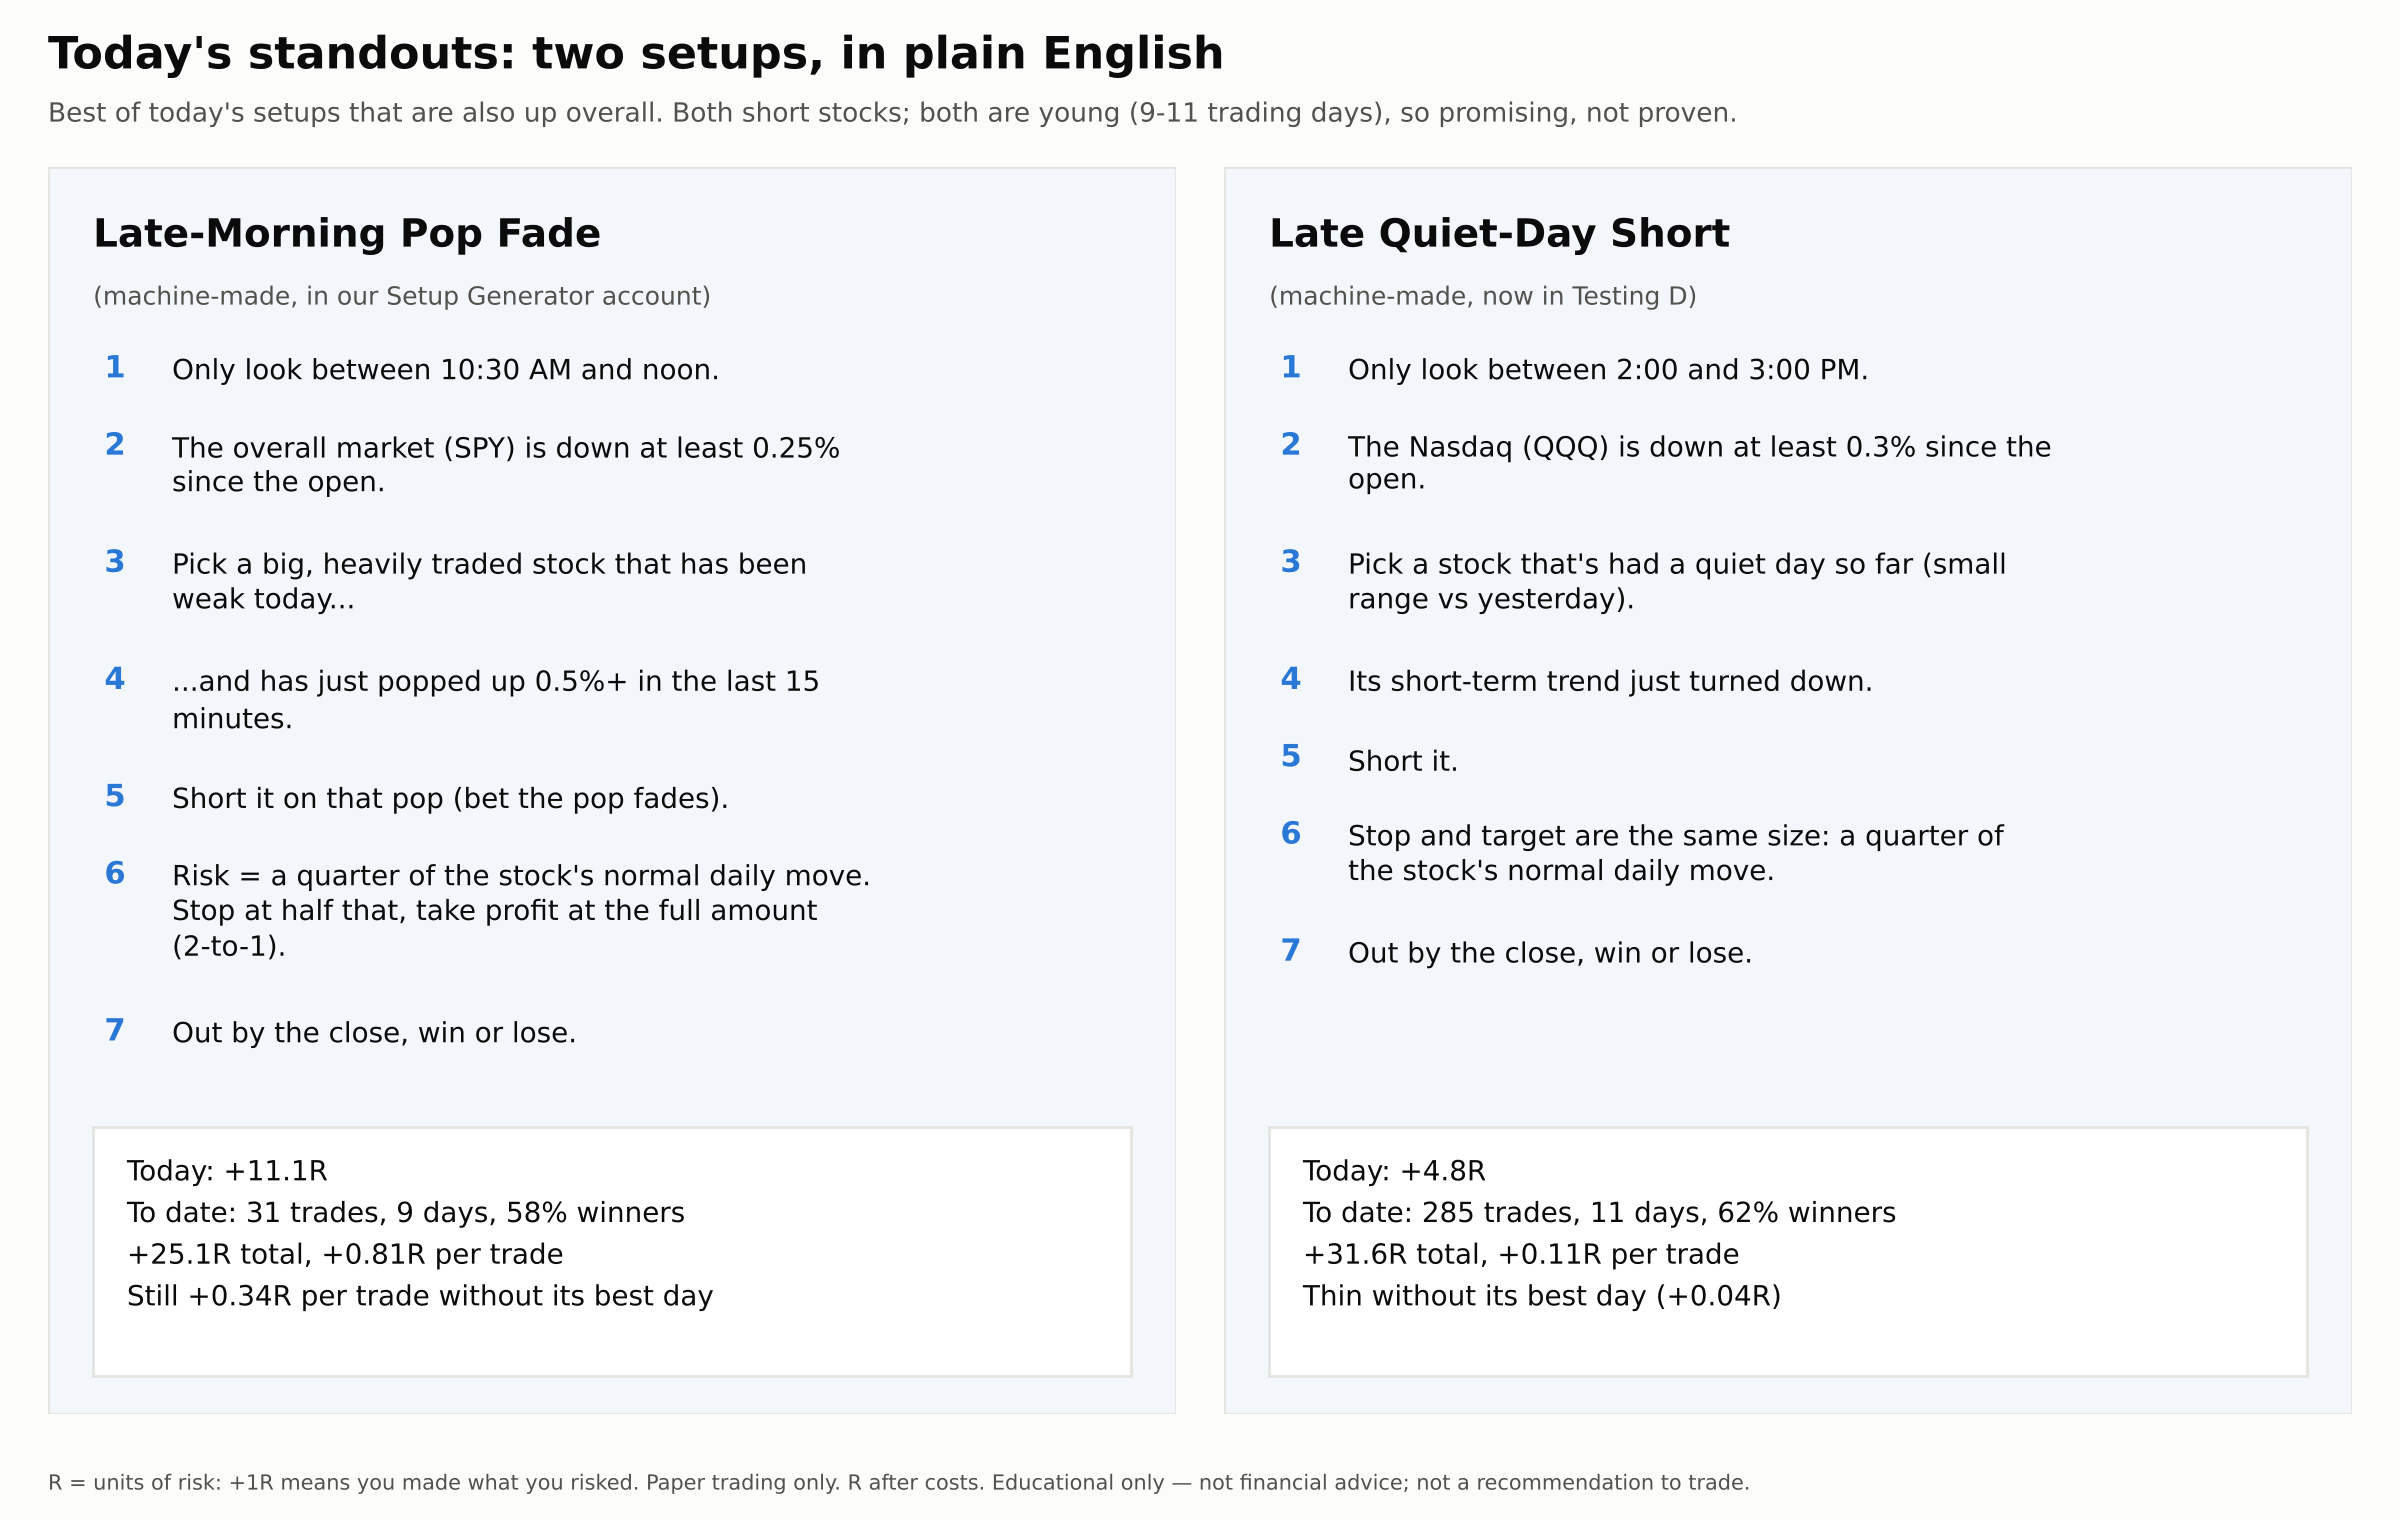 Today's standouts: two setups, in plain English
Best of today's setups that are also up overall. Both short stocks; both are young (9-11 trading days), so promising, not proven.
Late-Morning Pop Fade
(machine-made, in our Setup Generator account)
1 Only look between 10:30 AM and noon.
2 The overall market (SPY) is down at least 0.25%
since the open.
3 Pick a big, heavily traded stock that has been
weak today...
4 ...and has just popped up 0.5%+ in the last 15
minutes.
5 Short it on that pop (bet the pop fades).
6 Risk = a quarter of the stock's normal daily move.
Stop at half that, take profit at the full amount
(2-to-1).
7 Out by the close, win or lose.
Today: +11.1R
To date: 31 trades, 9 days, 58% winners
+25.1R total, +0.81R per trade
Still +0.34R per trade without its best day
Late Quiet-Day Short
(machine-made, now in Testing D)
1 Only look between 2:00 and 3:00 PM.
2 The Nasdaq (QQQ) is down at least 0.3% since the
open.
3 Pick a stock that's had a quiet day so far (small
range vs yesterday).
4 Its short-term trend just turned down.
5 Short it.
6 Stop and target are the same size: a quarter of
the stock's normal daily move.
7 Out by the close, win or lose.
Today: +4.8R
To date: 285 trades, 11 days, 62% winners
+31.6R total, +0.11R per trade
Thin without its best day (+0.04R)
R = units of risk: +1R means you made what you risked. Paper trading only. R after costs. Educational only — not financial advice; not a recommendation to trade.